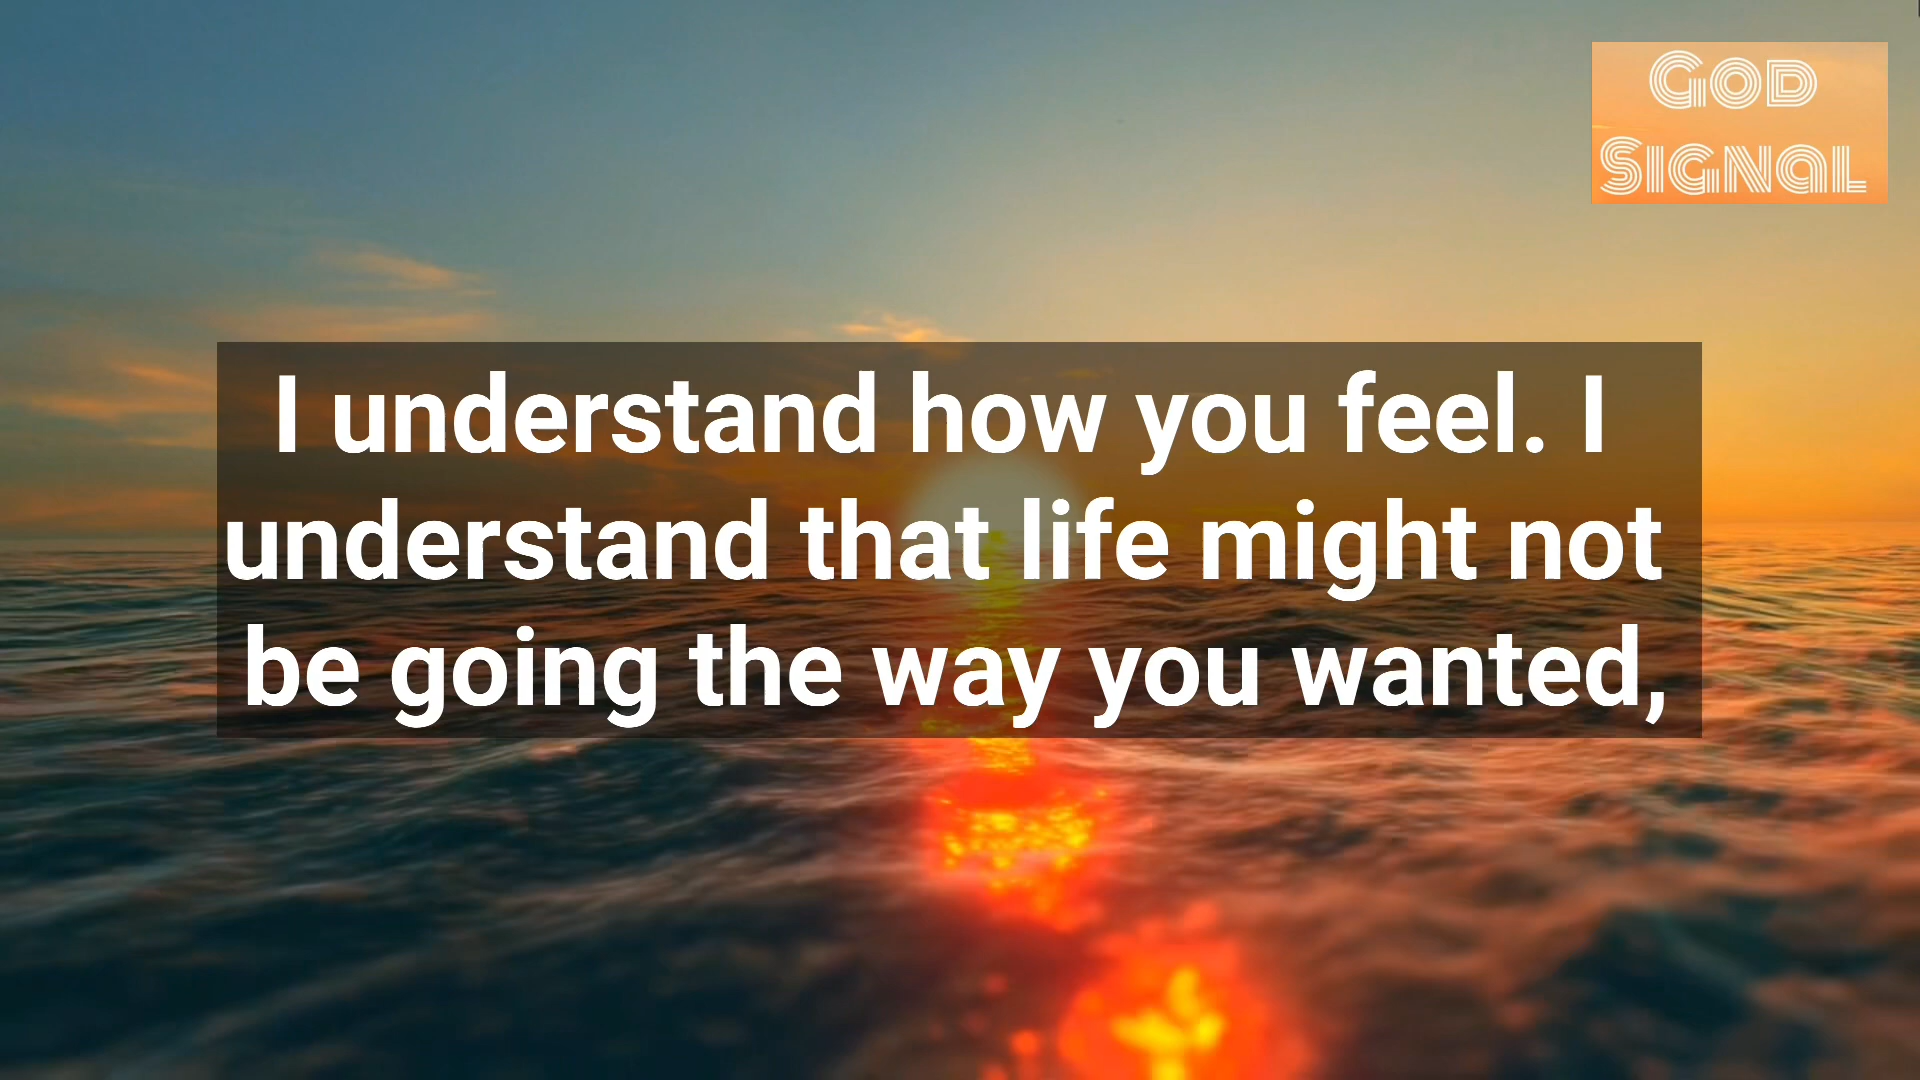 God
Signal
I understand how you feel. I
understand that life might not
be going the way you wanted,